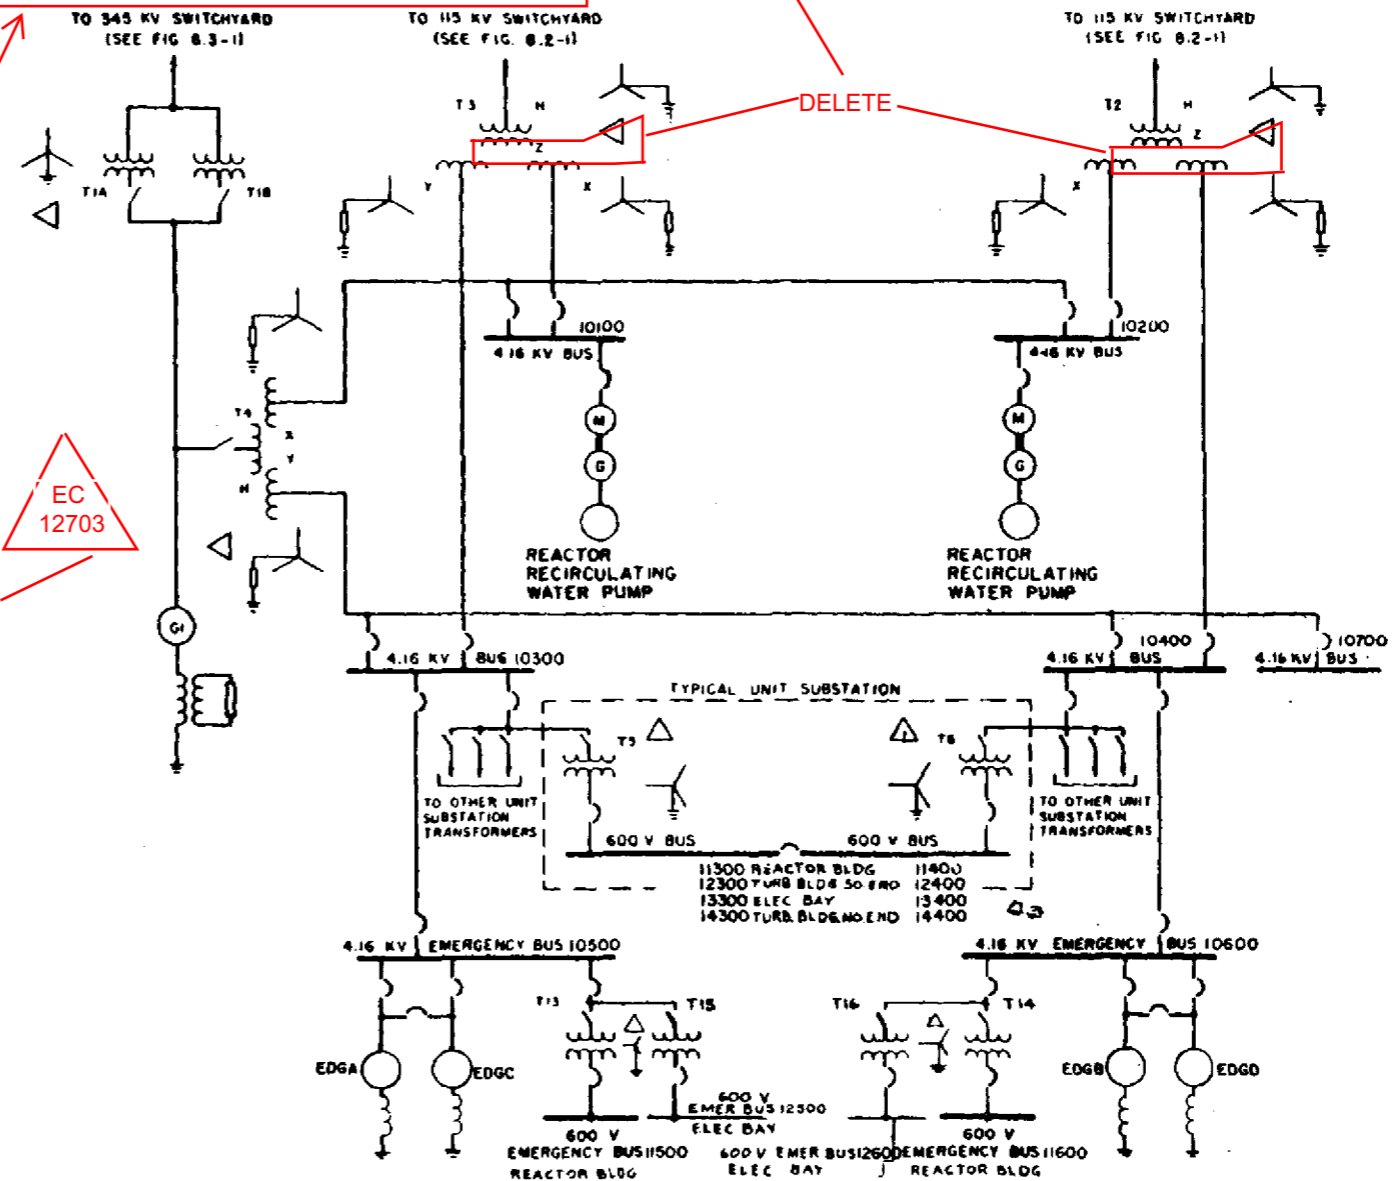 TO 345 KV SWITCHYARD
(SEE FIG 8.3-1)
TO 115 KV SWITCHYARD
(SEE FIG. 8.2-1)
TO 115 KV SWITCHYARD
(SEE FIG 8.2-1)
DELETE
T3
H
Z
Y
X
T2
H
Z
X
T1A
T1B
10100
4.16 KV BUS
10200
4.16 KV BUS
T4
X
Y
H
M
G
M
G
EC
12703
REACTOR
RECIRCULATING
WATER PUMP
REACTOR
RECIRCULATING
WATER PUMP
G1
4.16 KV BUS 10300
10400
4.16 KV BUS
10700
4.16 KV BUS
TYPICAL UNIT SUBSTATION
T5
T6
TO OTHER UNIT
SUBSTATION
TRANSFORMERS
TO OTHER UNIT
SUBSTATION
TRANSFORMERS
600 V BUS
600 V BUS
11300 REACTOR BLDG 11400
12300 TURB BLDG SO END 12400
13300 ELEC BAY 13400
14300 TURB. BLDG NO. END 14400
4.16 KV EMERGENCY BUS 10500
4.16 KV EMERGENCY BUS 10600
T13
T15
T16
T14
EDGA
EDGC
EDGB
EDGD
600 V
EMER BUS 12500
ELEC BAY
600 V
EMERGENCY BUS 11500
REACTOR BLDG
600 V EMER BUS 12600
ELEC BAY
600 V
EMERGENCY BUS 11600
REACTOR BLDG